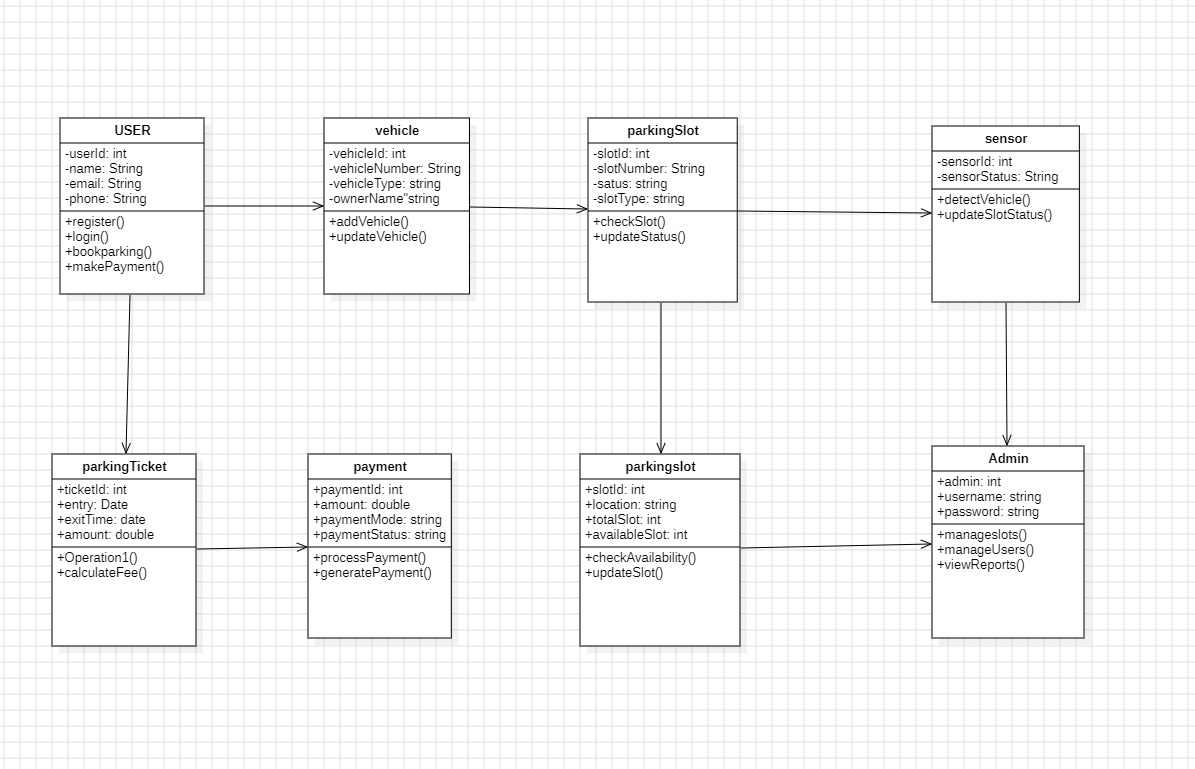 USER
-userId: int
-name: String
-email: String
-phone: String
+register()
+login()
+bookparking()
+makePayment()
vehicle
-vehicleId: int
-vehicleNumber: String
-vehicleType: string
-ownerName"string
+addVehicle()
+updateVehicle()
parkingSlot
-slotId: int
-slotNumber: String
-satus: string
-slotType: string
+checkSlot()
+updateStatus()
sensor
-sensorId: int
-sensorStatus: String
+detectVehicle()
+updateSlotStatus()
parkingTicket
+ticketId: int
+entry: Date
+exitTime: date
+amount: double
+Operation1()
+calculateFee()
payment
+paymentId: int
+amount: double
+paymentMode: string
+paymentStatus: string
+processPayment()
+generatePayment()
parkingslot
+slotId: int
+location: string
+totalSlot: int
+availableSlot: int
+checkAvailability()
+updateSlot()
Admin
+admin: int
+username: string
+password: string
+manageslots()
+manageUsers()
+viewReports()